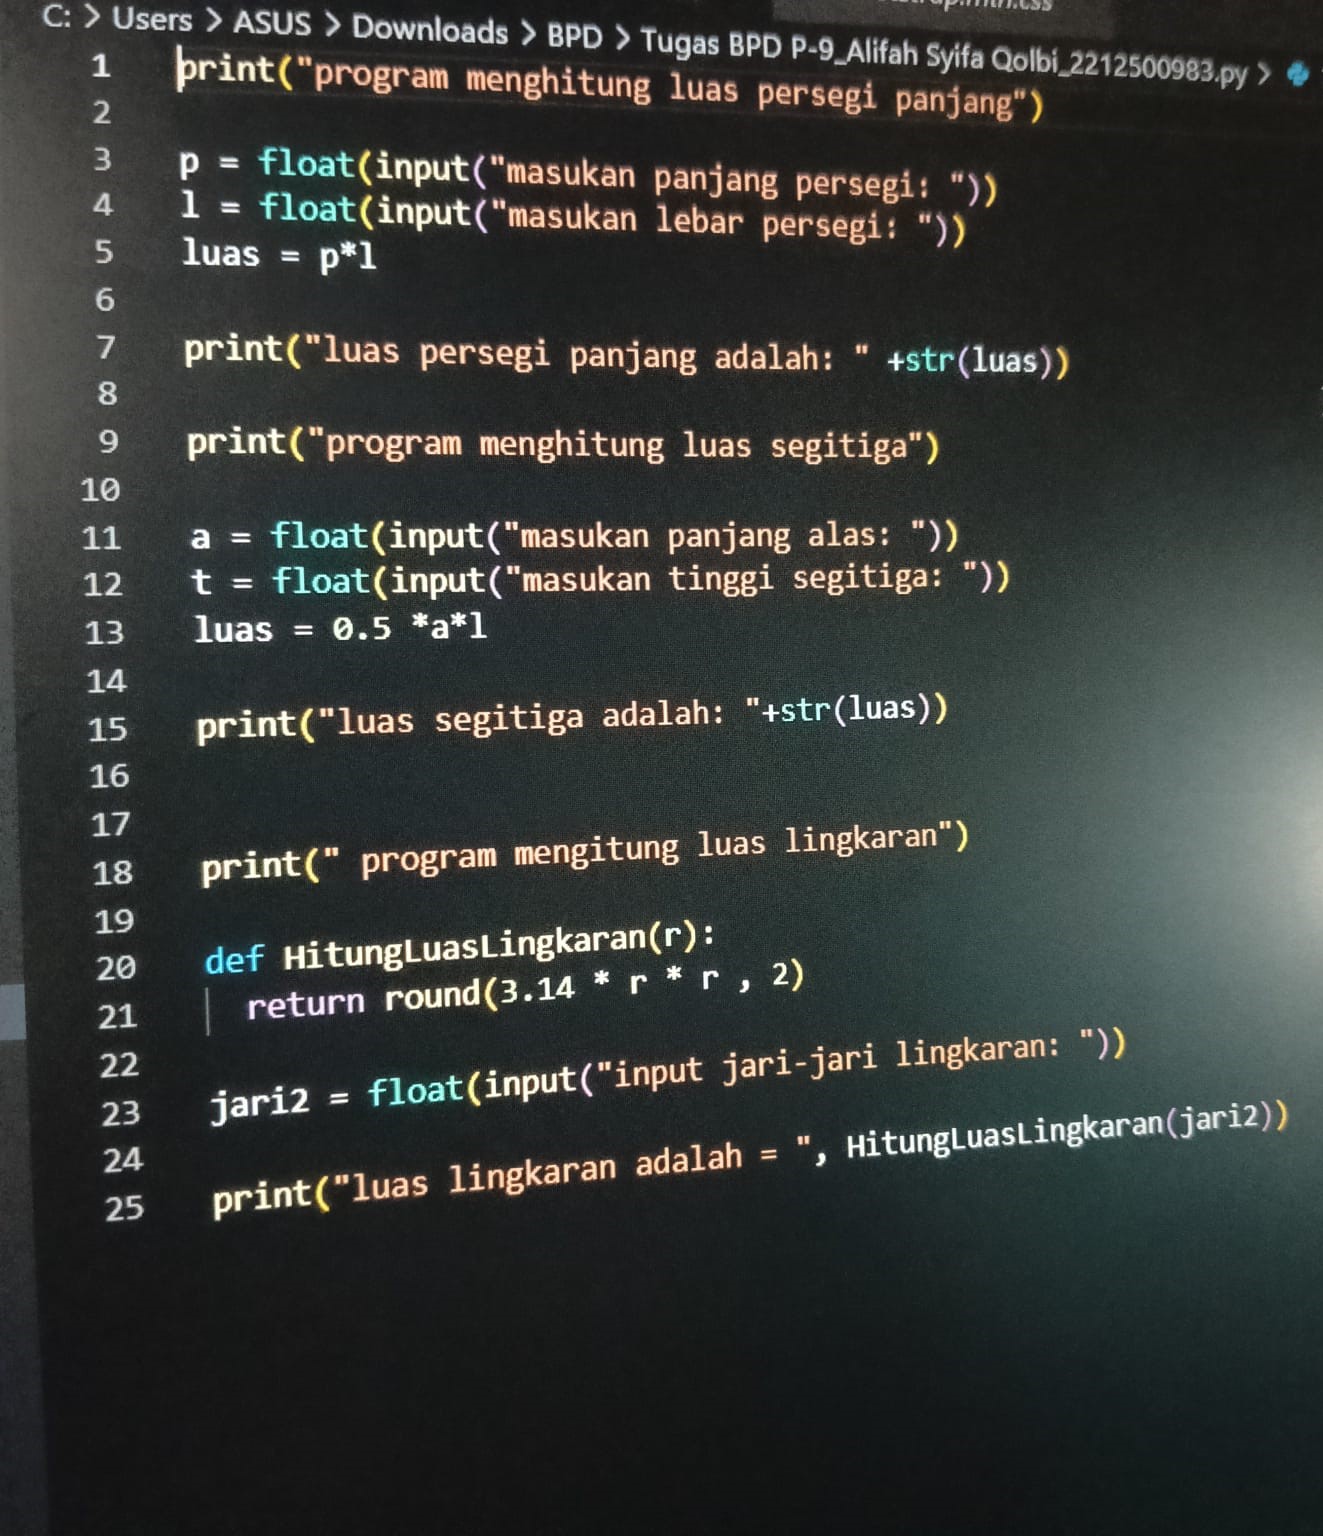 C: > Users > ASUS > Downloads > BPD > Tugas BPD P-9_Alifah Syifa Qolbi_2212500983.py >
1 print("program menghitung luas persegi panjang")
2
3 p = float(input("masukan panjang persegi: "))
4 l = float(input("masukan lebar persegi: "))
5 luas = p*l
6
7 print("luas persegi panjang adalah: " +str(luas))
8
9 print("program menghitung luas segitiga")
10
11 a = float(input("masukan panjang alas: "))
12 t = float(input("masukan tinggi segitiga: "))
13 luas = 0.5 *a*l
14
15 print("luas segitiga adalah: "+str(luas))
16
17
18 print(" program mengitung luas lingkaran")
19
20 def HitungLuasLingkaran(r):
21 return round(3.14 * r * r , 2)
22
23 jari2 = float(input("input jari-jari lingkaran: "))
24
25 print("luas lingkaran adalah = ", HitungLuasLingkaran(jari2))